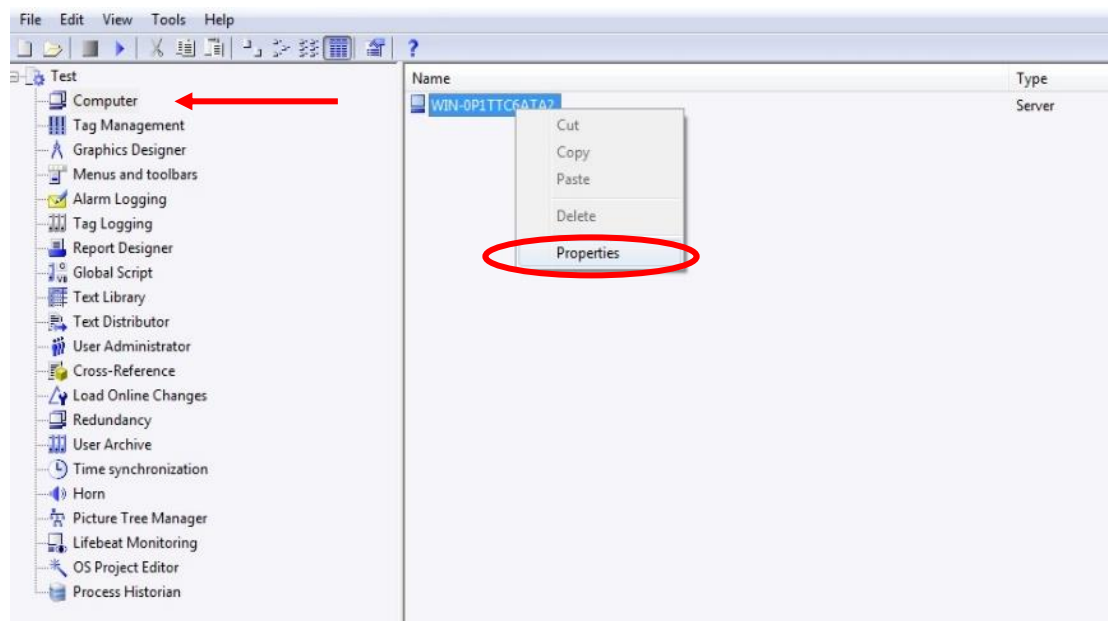 File Edit View Tools Help
?
Test
Name
Type
Computer
WIN-0P1TTC6ATA2
Server
Cut
Tag Management
Graphics Designer
Copy
Menus and toolbars
Paste
Alarm Logging
Tag Logging
Delete
Report Designer
Properties
Global Script
Text Library
Text Distributor
User Administrator
Cross-Reference
Load Online Changes
Redundancy
User Archive
Time synchronization
Horn
Picture Tree Manager
Lifebeat Monitoring
OS Project Editor
Process Historian